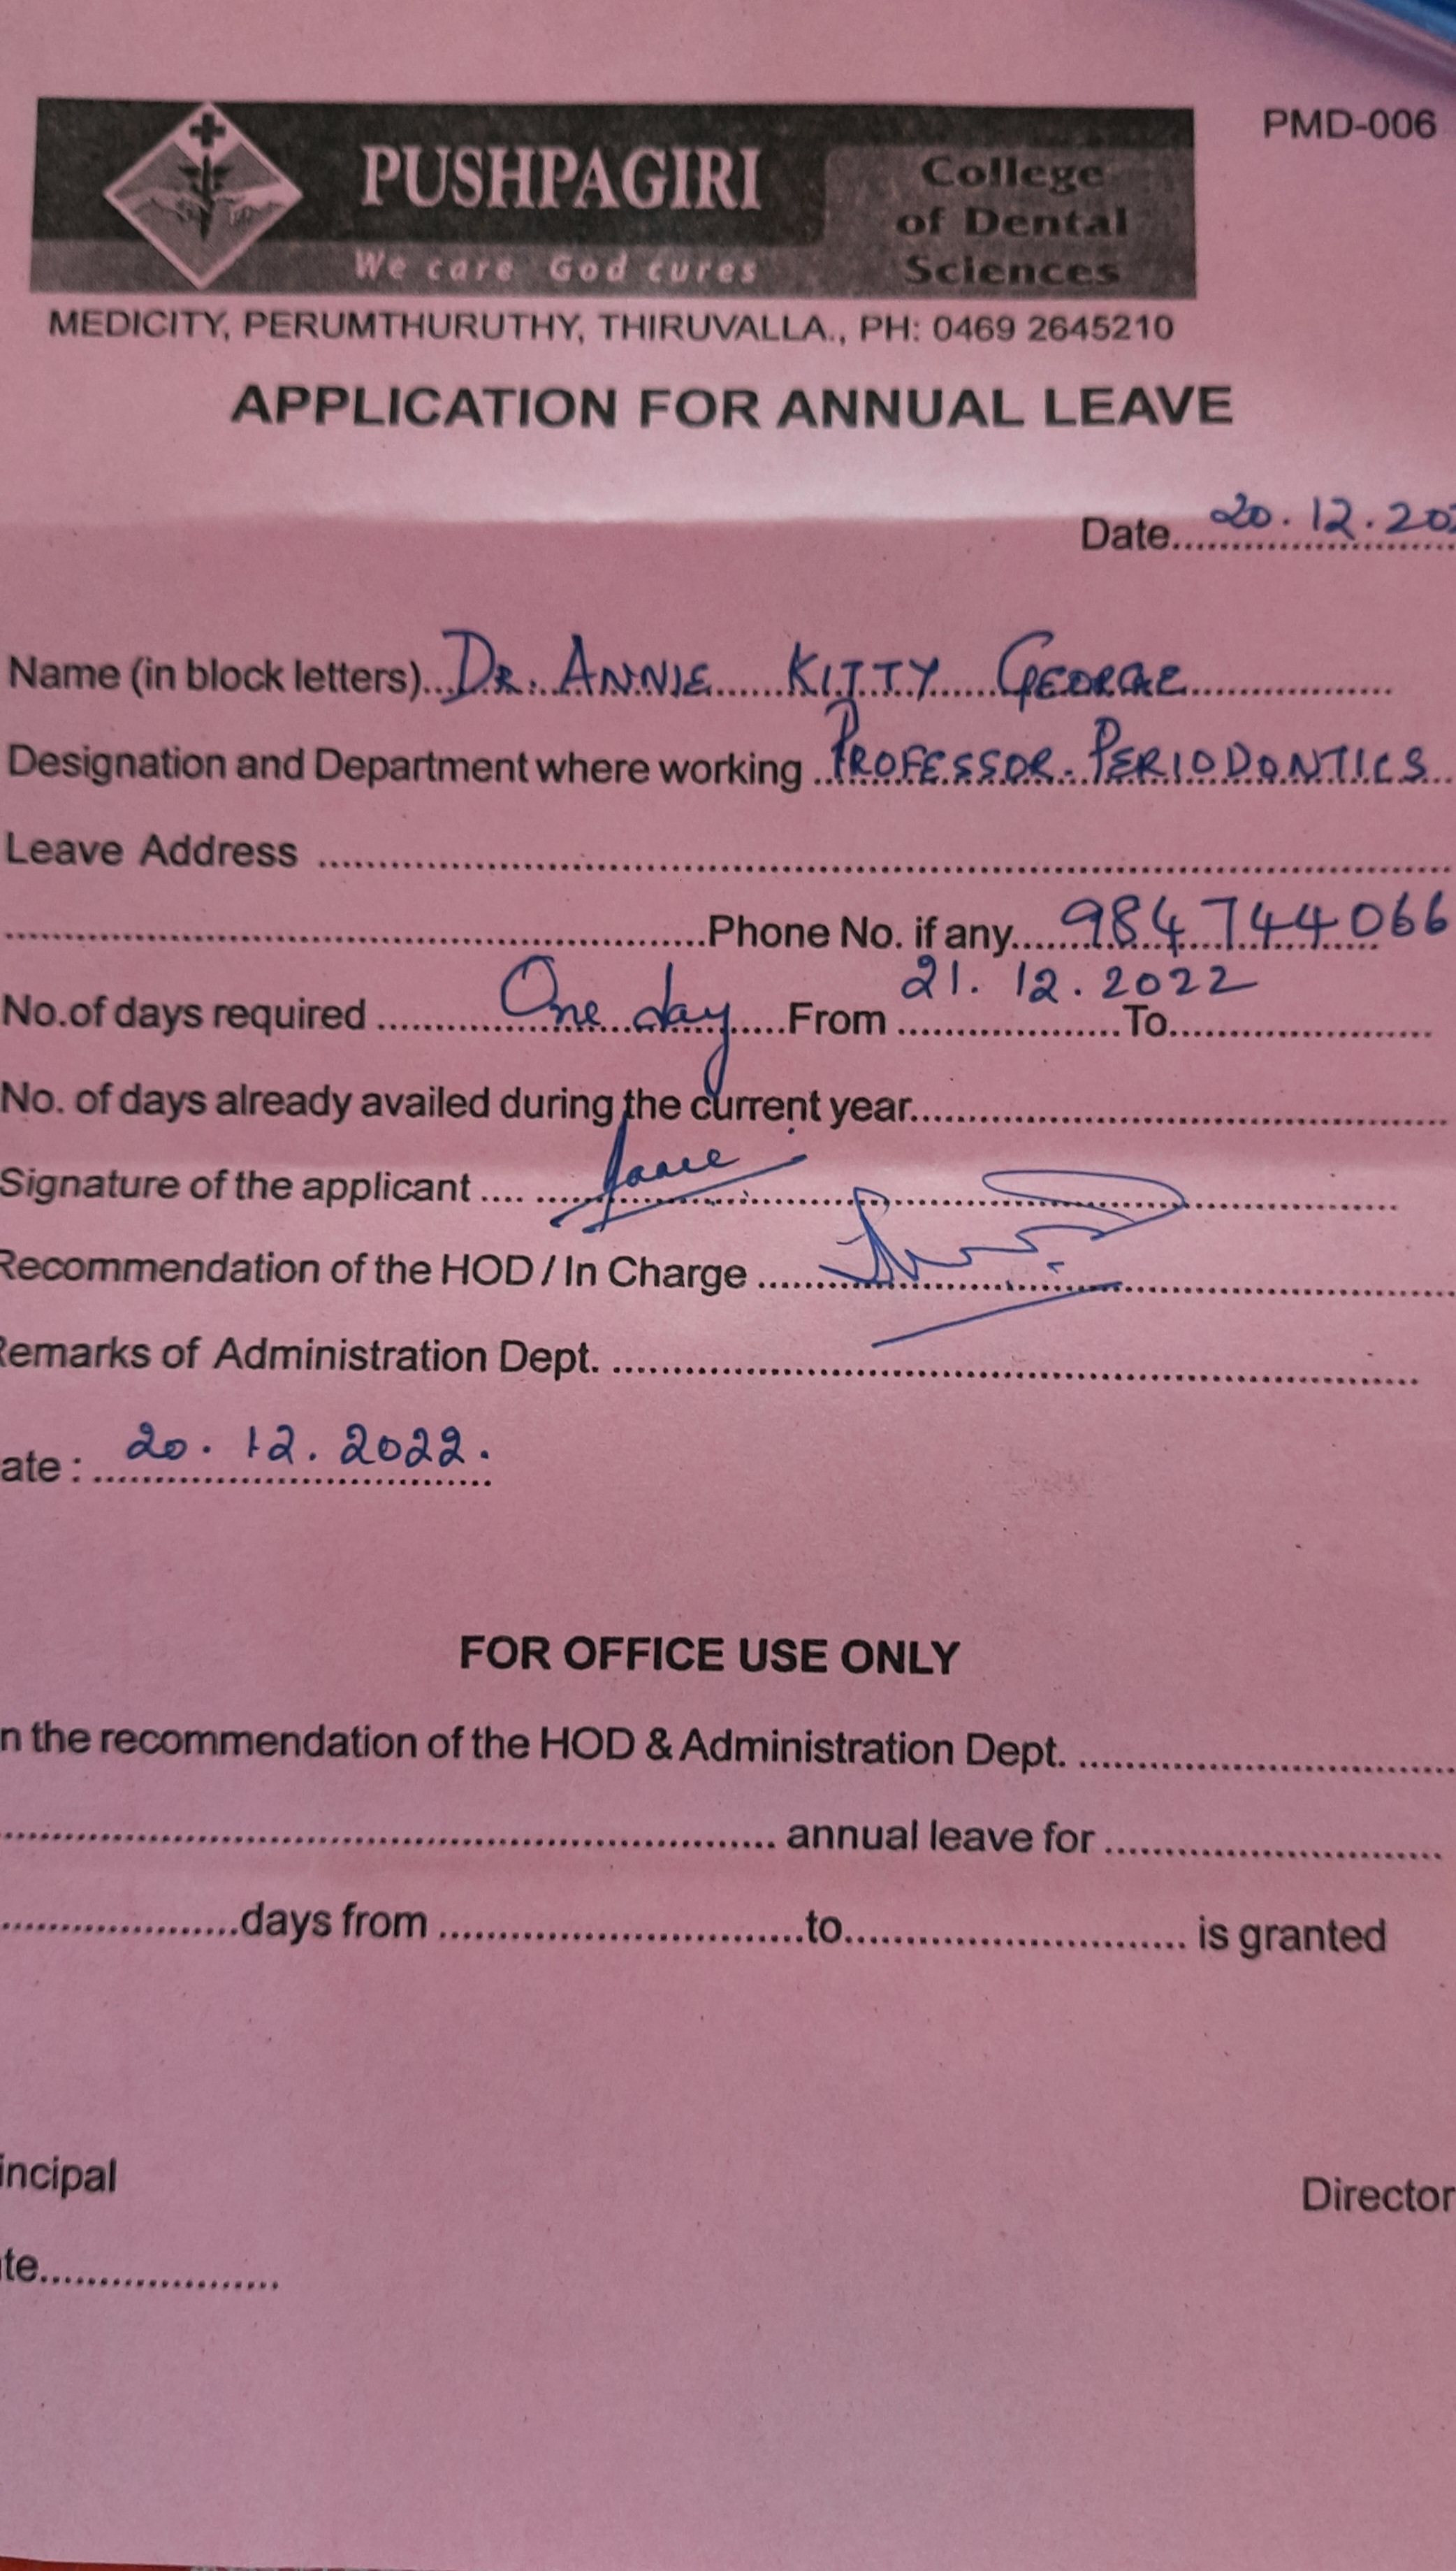 PMD-006
PUSHPAGIRI
We care God cures
College
of Dental
Sciences
MEDICITY, PERUMTHURUTHY, THIRUVALLA., PH: 0469 2645210
APPLICATION FOR ANNUAL LEAVE
Date 20.12.20
Name (in block letters) DR. ANNIE KITTY GEORGE
Designation and Department where working PROFESSOR. PERIODONTICS
Leave Address
Phone No. if any 984744066
No.of days required One day From 21.12.2022 To
No. of days already availed during the current year
Signature of the applicant
Recommendation of the HOD / In Charge
Remarks of Administration Dept.
ate : 20.12.2022.
FOR OFFICE USE ONLY
n the recommendation of the HOD & Administration Dept.
annual leave for
days from to is granted
incipal Director
te